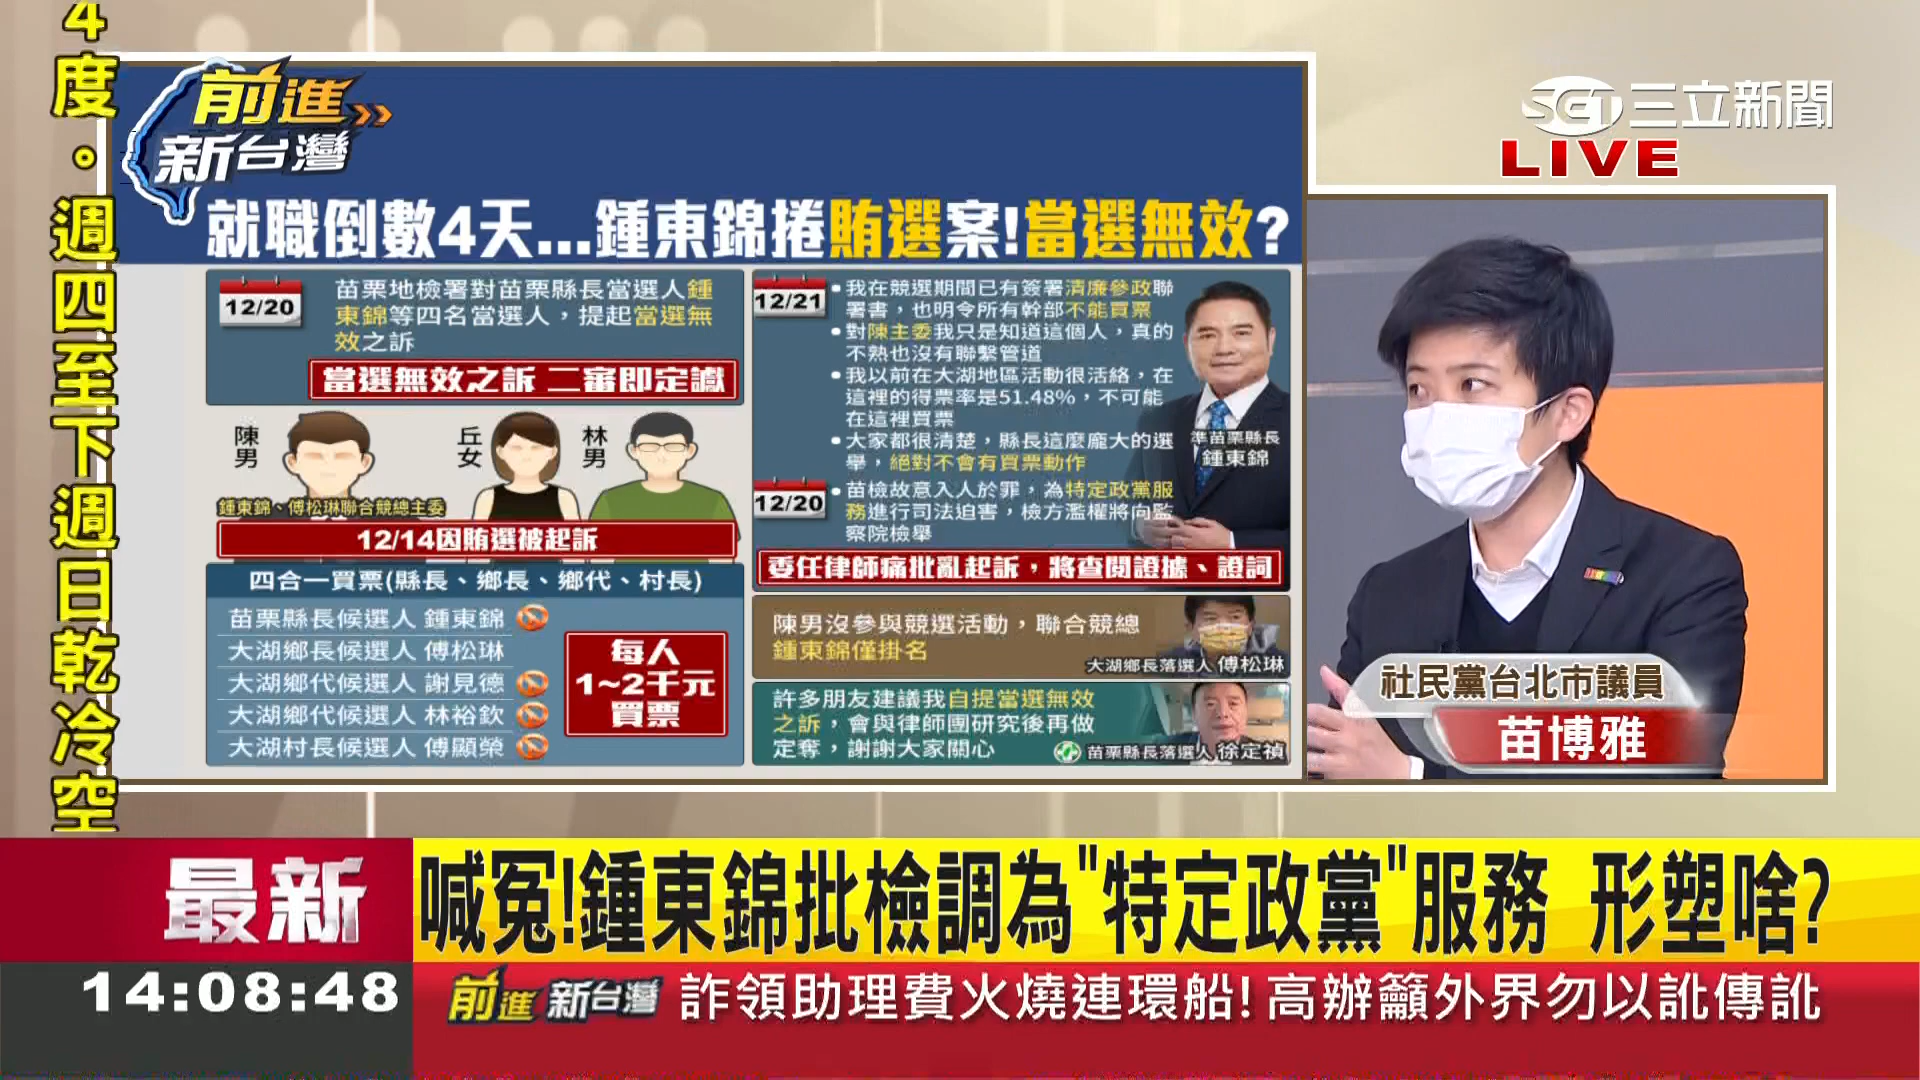 4度。週四至下週日乾冷空
前進
新台灣
SET三立新聞
LIVE
就職倒數4天...鍾東錦捲賄選案!當選無效?
12/20
苗栗地檢署對苗栗縣長當選人鍾
東錦等四名當選人，提起當選無
效之訴
當選無效之訴 二審即定讞
陳男
丘女
林男
鍾東錦、傅松琳聯合競總主委
12/14因賄選被起訴
四合一買票(縣長、鄉長、鄉代、村長)
苗栗縣長候選人 鍾東錦
大湖鄉長候選人 傅松琳
大湖鄉代候選人 謝見德
大湖鄉代候選人 林裕欽
大湖村長候選人 傅顯榮
每人
1~2千元
買票
12/21
•我在競選期間已有簽署清廉參政聯
署書，也明令所有幹部不能買票
•對陳主委我只是知道這個人，真的
不熟也沒有聯繫管道
•我以前在大湖地區活動很活絡，在
這裡的得票率是51.48%，不可能
在這裡買票
•大家都很清楚，縣長這麼龐大的選
舉，絕對不會有買票動作
準苗栗縣長
鍾東錦
12/20
•苗檢故意入人於罪，為特定政黨服
務進行司法迫害，檢方濫權將向監
察院檢舉
委任律師痛批亂起訴，將查閱證據、證詞
陳男沒參與競選活動，聯合競總
鍾東錦僅掛名
大湖鄉長落選人 傅松琳
許多朋友建議我自提當選無效
之訴，會與律師團研究後再做
定奪，謝謝大家關心
苗栗縣長落選人 徐定禎
社民黨台北市議員
苗博雅
最新
喊冤!鍾東錦批檢調為"特定政黨"服務 形塑啥?
14:08:48
前進新台灣 詐領助理費火燒連環船!高辦籲外界勿以訛傳訛